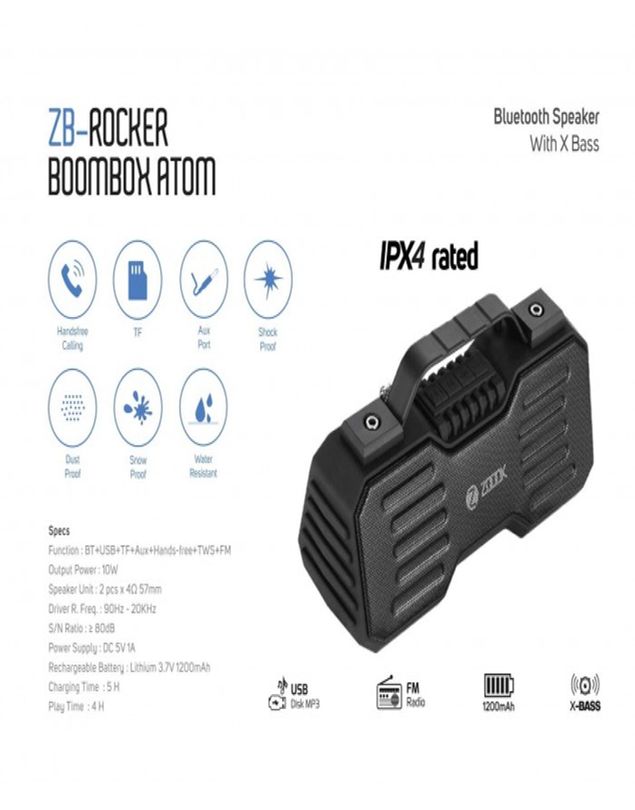 ZB-ROCKER
BOOMBOX ATOM
Bluetooth Speaker
With X Bass
IPX4 rated
Handsfree
Calling
TF
Aux
Port
Shock
Proof
Dust
Proof
Snow
Proof
Water
Resistant
ZOOOK
Specs
Function : BT+USB+TF+Aux+Hands-free+TWS+FM
Output Power : 10W
Speaker Unit : 2 pcs x 4Ω 57mm
Driver R. Freq. : 90Hz - 20KHz
S/N Ratio : ≥ 80dB
Power Supply : DC 5V 1A
Rechargeable Battery : Lithium 3.7V 1200mAh
Charging Time : 5 H
Play Time : 4 H
USB
Disk MP3
FM
Radio
1200mAh
X-BASS